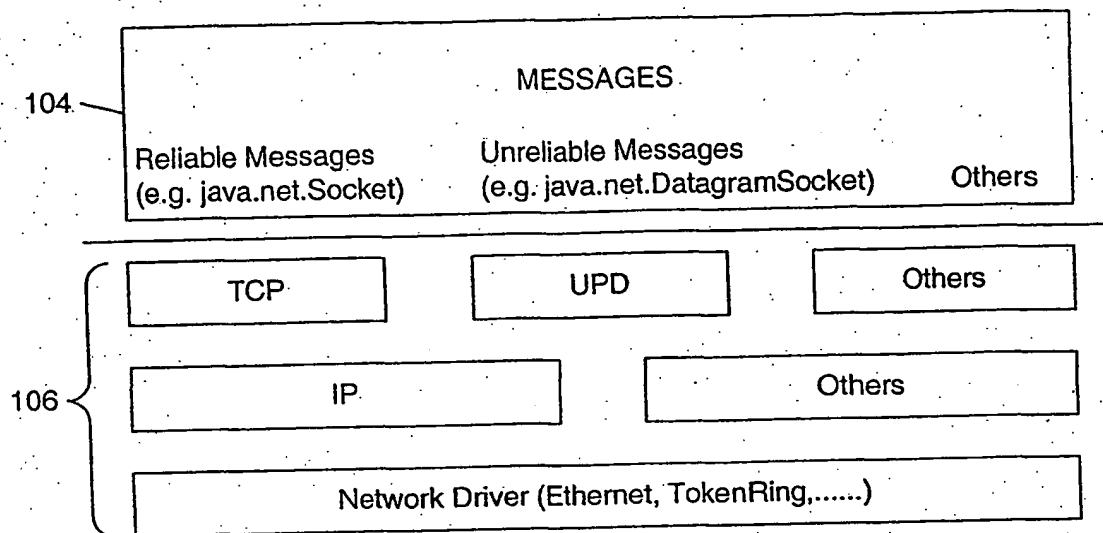 MESSAGES
104
Reliable Messages
(e.g. java.net.Socket)
Unreliable Messages
(e.g. java.net.DatagramSocket)
Others
TCP
UPD
Others
106
IP
Others
Network Driver (Ethernet, TokenRing,......)